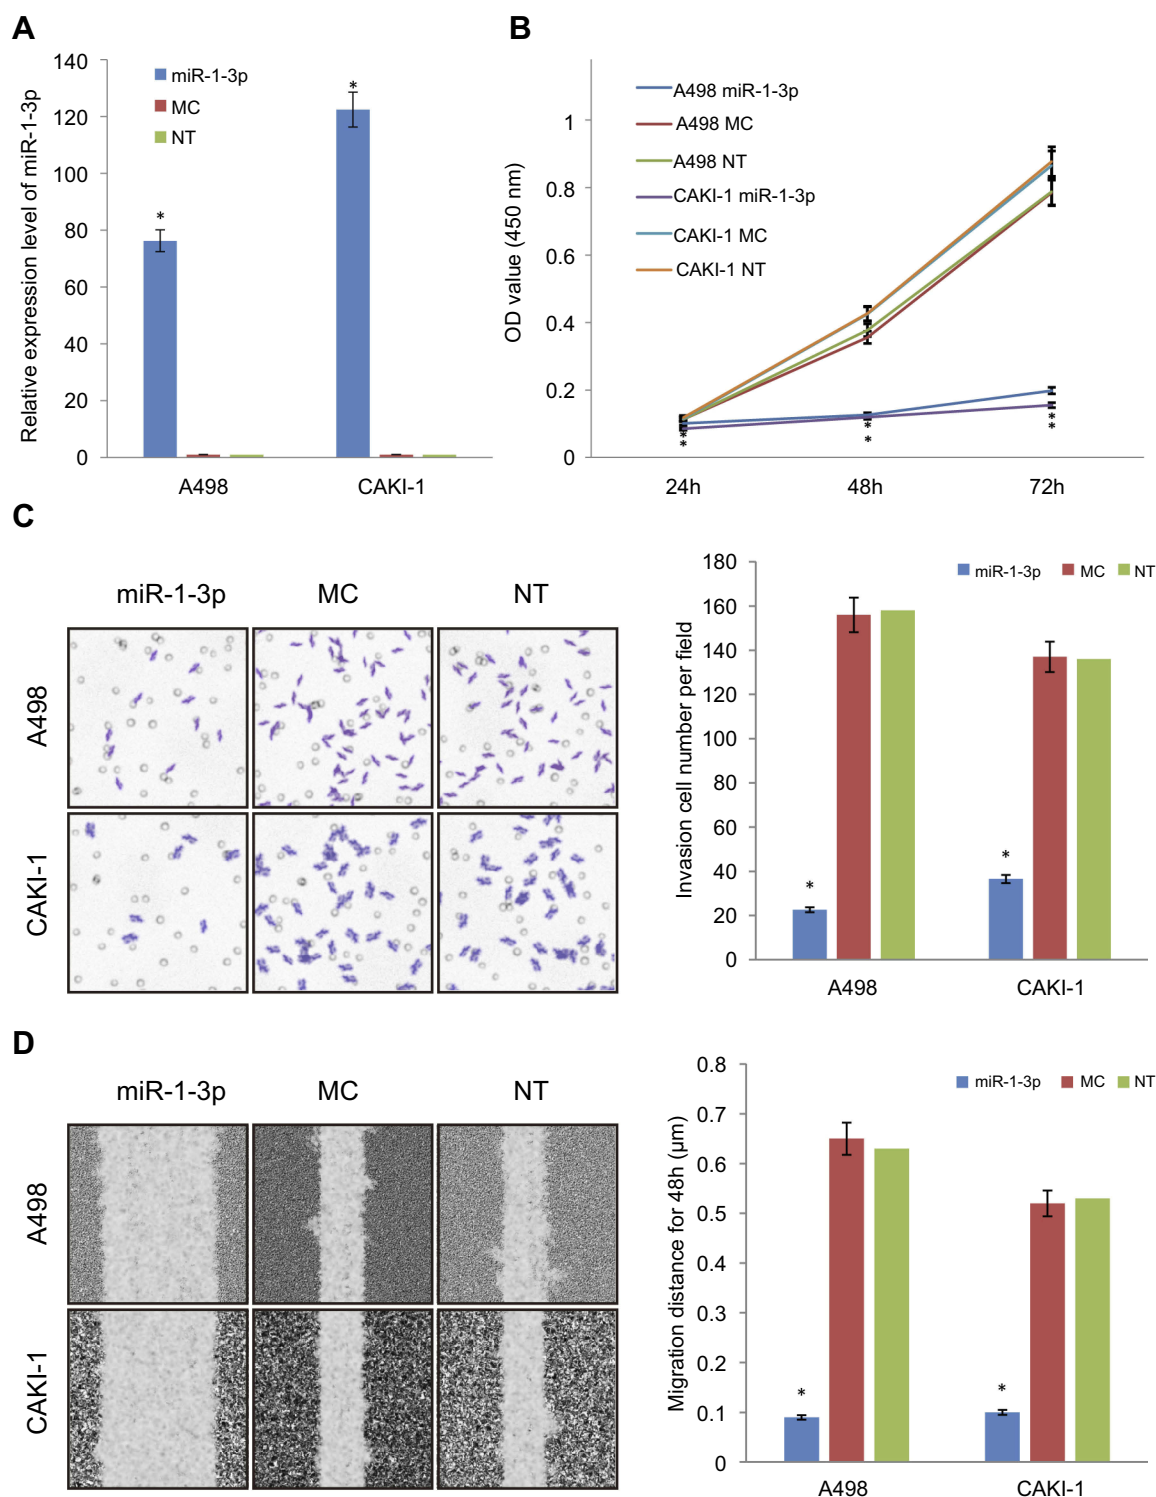 A
Relative expression level of miR-1-3p
140
120
100
80
60
40
20
0
miR-1-3p
MC
NT
*
*
A498
CAKI-1
B
OD value (450 nm)
1
0.8
0.6
0.4
0.2
0
A498 miR-1-3p
A498 MC
A498 NT
CAKI-1 miR-1-3p
CAKI-1 MC
CAKI-1 NT
*
*
*
*
*
*
24h
48h
72h
C
miR-1-3p
MC
NT
A498
CAKI-1
Invasion cell number per field
180
160
140
120
100
80
60
40
20
0
miR-1-3p
MC
NT
*
*
A498
CAKI-1
D
miR-1-3p
MC
NT
A498
CAKI-1
Migration distance for 48h (μm)
0.8
0.7
0.6
0.5
0.4
0.3
0.2
0.1
0
miR-1-3p
MC
NT
*
*
A498
CAKI-1